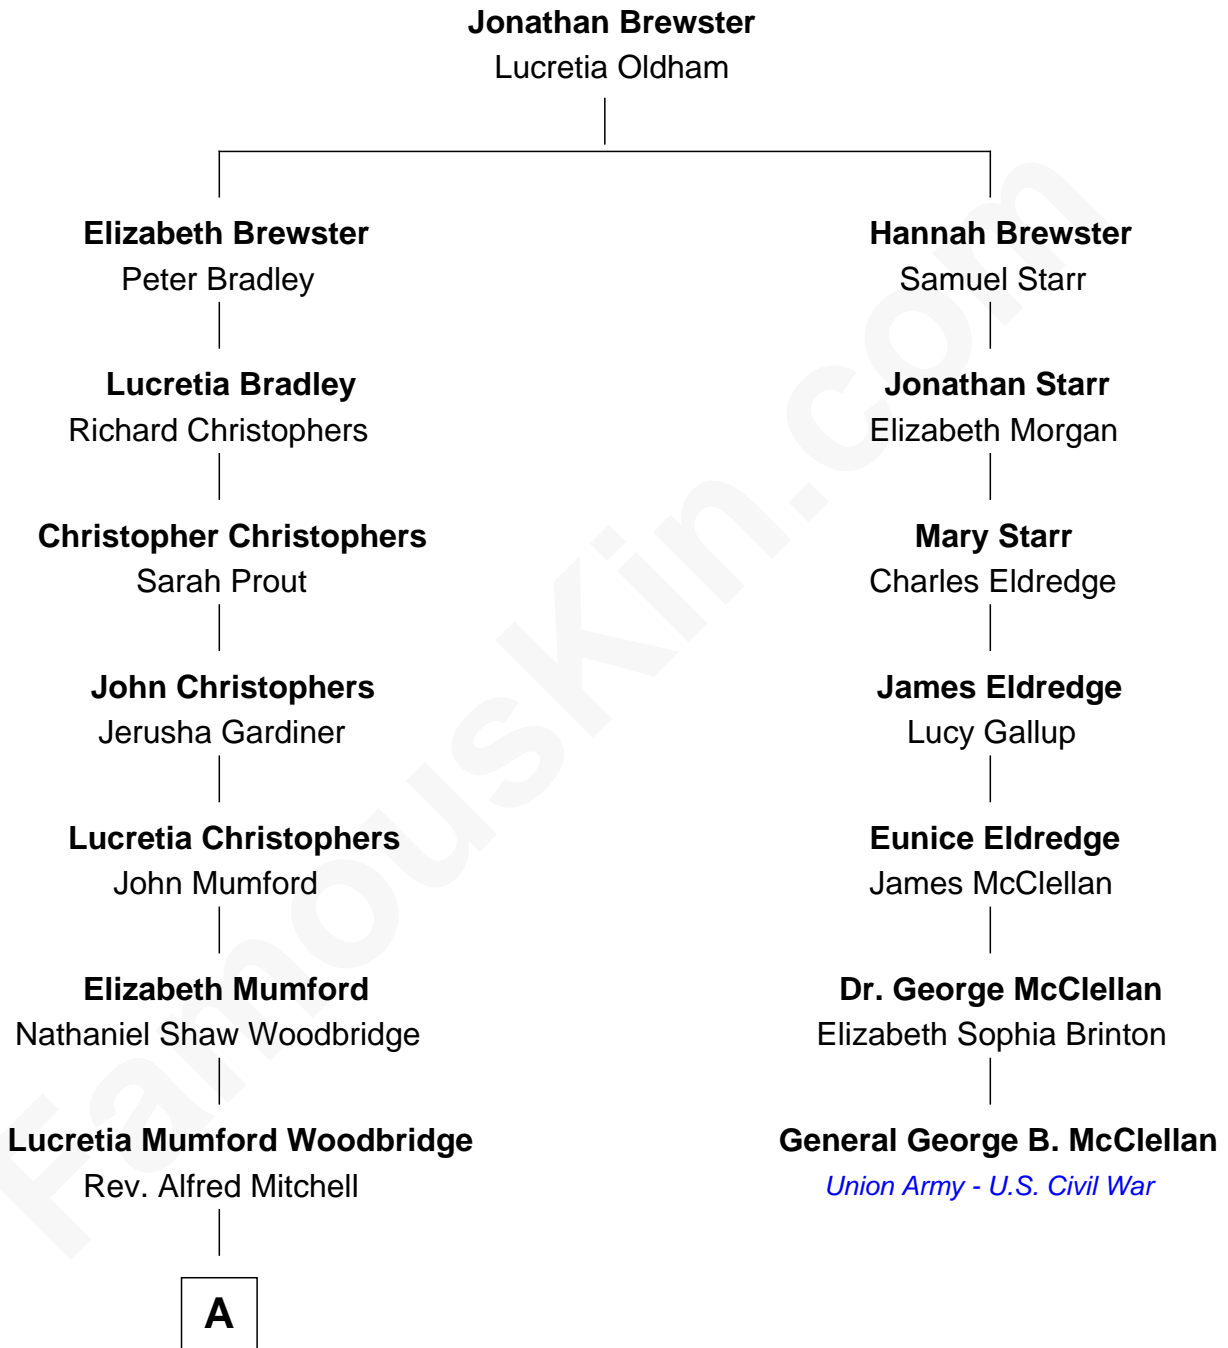 Jonathan Brewster
Lucretia Oldham
Elizabeth Brewster
Peter Bradley
Hannah Brewster
Samuel Starr
Lucretia Bradley
Richard Christophers
Jonathan Starr
Elizabeth Morgan
Christopher Christophers
Sarah Prout
Mary Starr
Charles Eldredge
John Christophers
Jerusha Gardiner
James Eldredge
Lucy Gallup
Lucretia Christophers
John Mumford
Eunice Eldredge
James McClellan
Elizabeth Mumford
Nathaniel Shaw Woodbridge
Dr. George McClellan
Elizabeth Sophia Brinton
Lucretia Mumford Woodbridge
Rev. Alfred Mitchell
General George B. McClellan
Union Army - U.S. Civil War
A
FamousKin.com